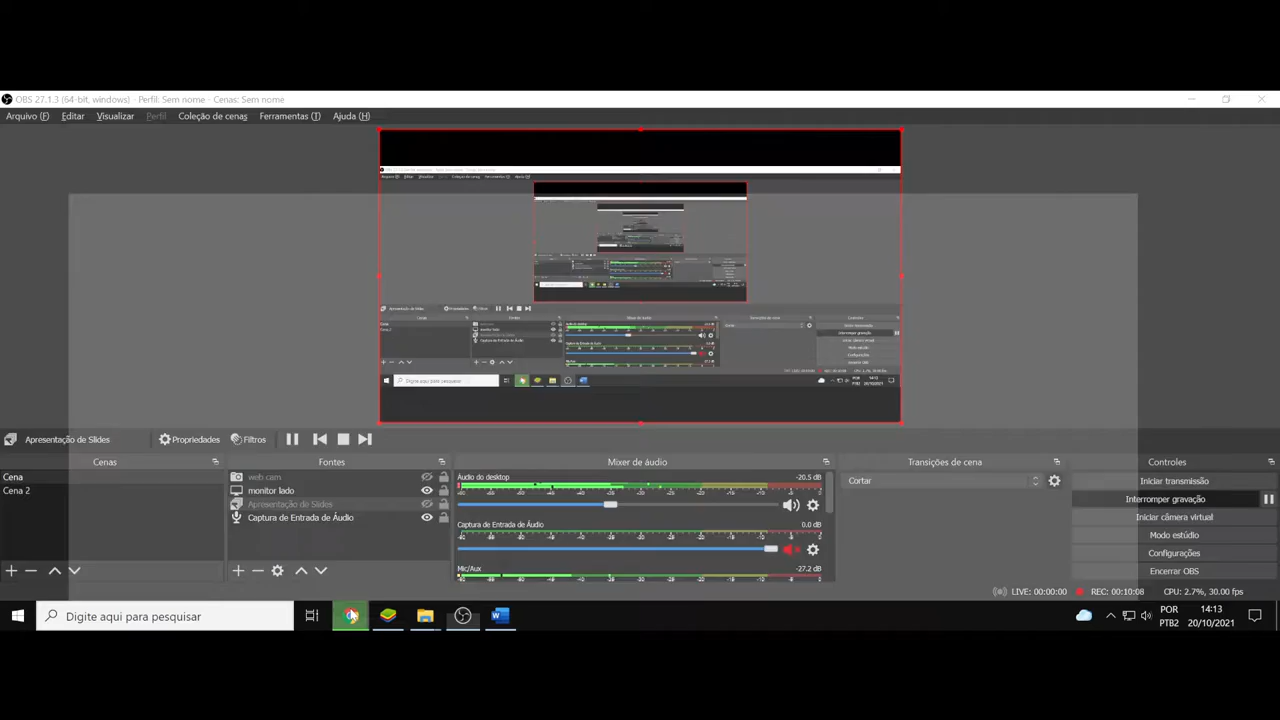 OBS 27.1.3 (64-bit, windows) - Perfil: Sem nome - Cenas: Sem nome
Arquivo (F) Editar Visualizar Perfil Coleção de cenas Ferramentas (T) Ajuda (H)
Apresentação de Slides Propriedades Filtros
Cenas Fontes Mixer de áudio Transições de cena Controles
Cena
Cena 2
web cam
monitor lado
Apresentação de Slides
Captura de Entrada de Áudio
Áudio do desktop -20.5 dB
Captura de Entrada de Áudio 0.0 dB
Mic/Aux -27.2 dB
Cortar
Iniciar transmissão
Interromper gravação
Iniciar câmera virtual
Modo estúdio
Configurações
Encerrar OBS
LIVE: 00:00:00 REC: 00:10:08 CPU: 2.7%, 30.00 fps
Digite aqui para pesquisar
POR
PTB2
14:13
20/10/2021